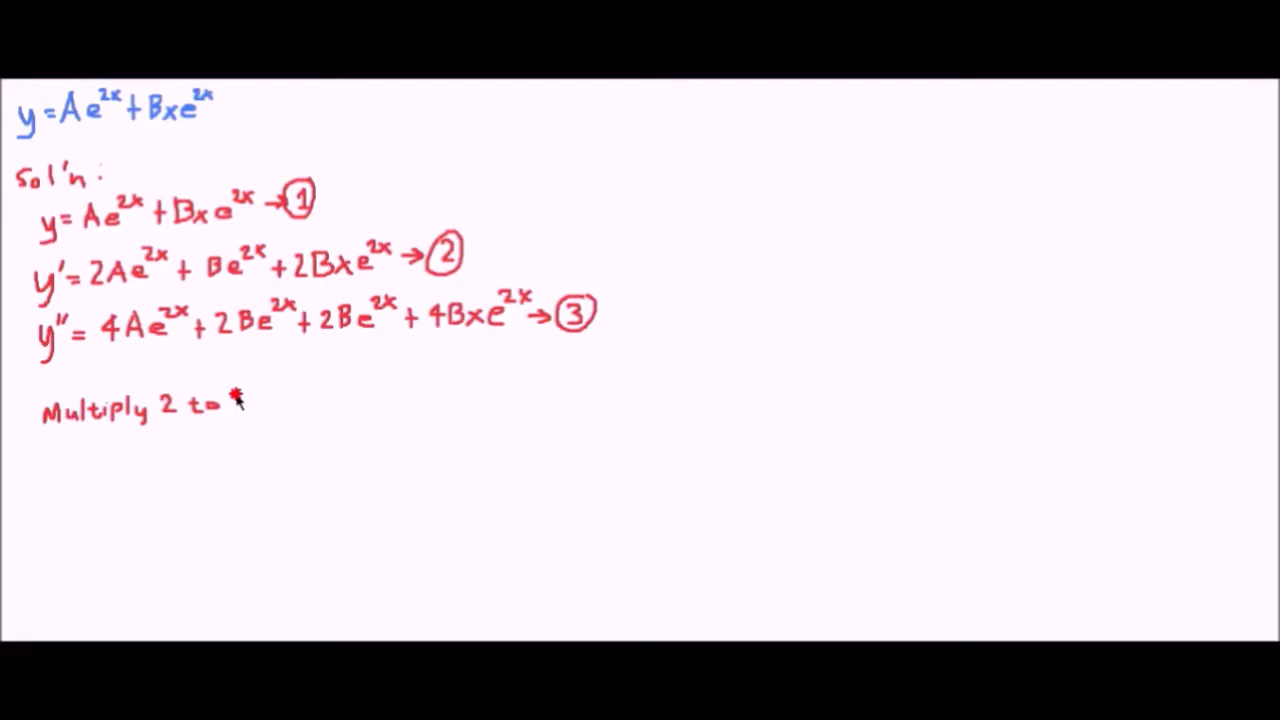 y = Ae^{2x} + Bxe^{2x}
Sol'n :
y = Ae^{2x} + Bxe^{2x} → ①
y' = 2Ae^{2x} + Be^{2x} + 2Bxe^{2x} → ②
y'' = 4Ae^{2x} + 2Be^{2x} + 2Be^{2x} + 4Bxe^{2x} → ③
Multiply 2 to